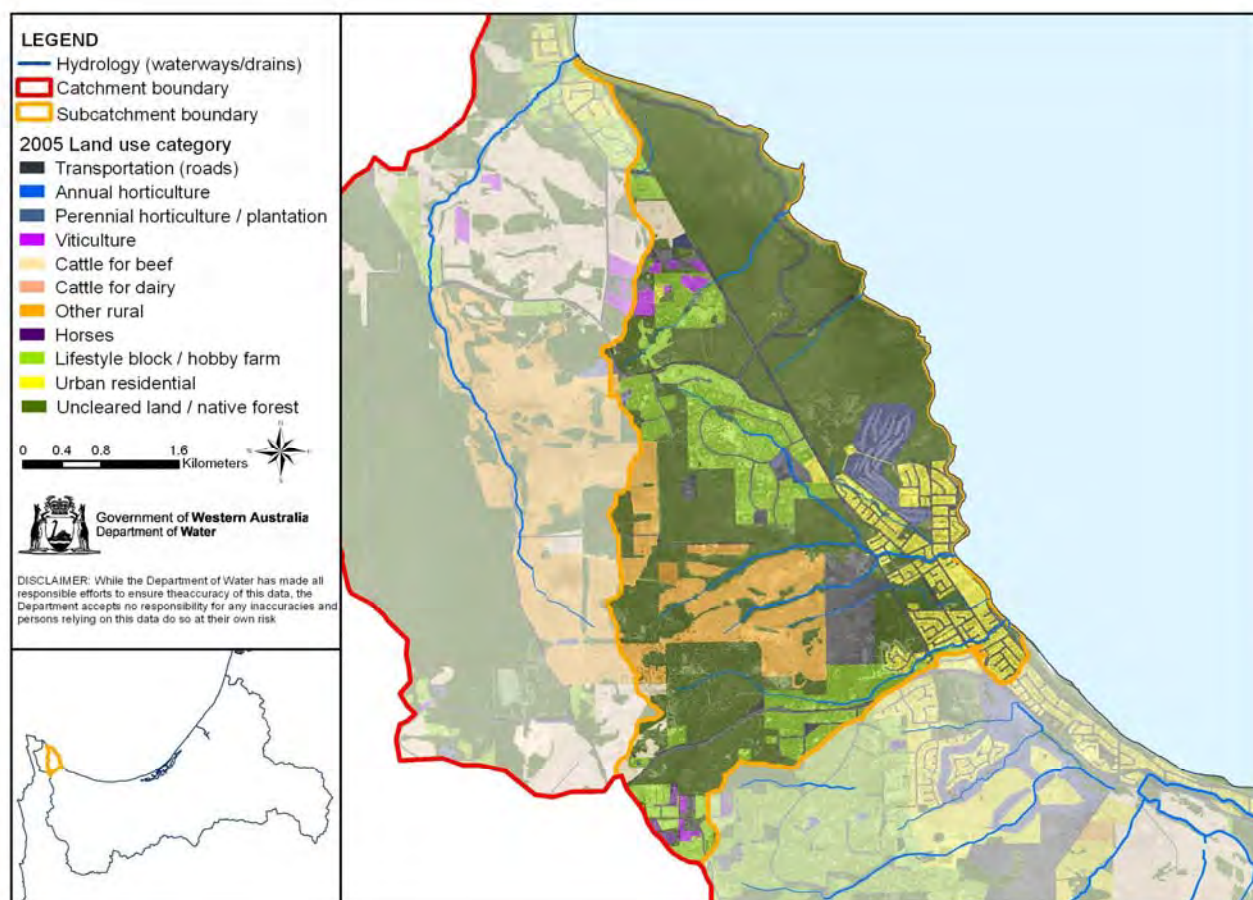 LEGEND
Hydrology (waterways/drains)
Catchment boundary
Subcatchment boundary
2005 Land use category
Transportation (roads)
Annual horticulture
Perennial horticulture / plantation
Viticulture
Cattle for beef
Cattle for dairy
Other rural
Horses
Lifestyle block / hobby farm
Urban residential
Uncleared land / native forest
0 0.4 0.8 1.6
Kilometers
N
Government of Western Australia
Department of Water
DISCLAIMER: While the Department of Water has made all
responsible efforts to ensure theaccuracy of this data, the
Department accepts no responsibility for any inaccuracies and
persons relying on this data do so at their own risk